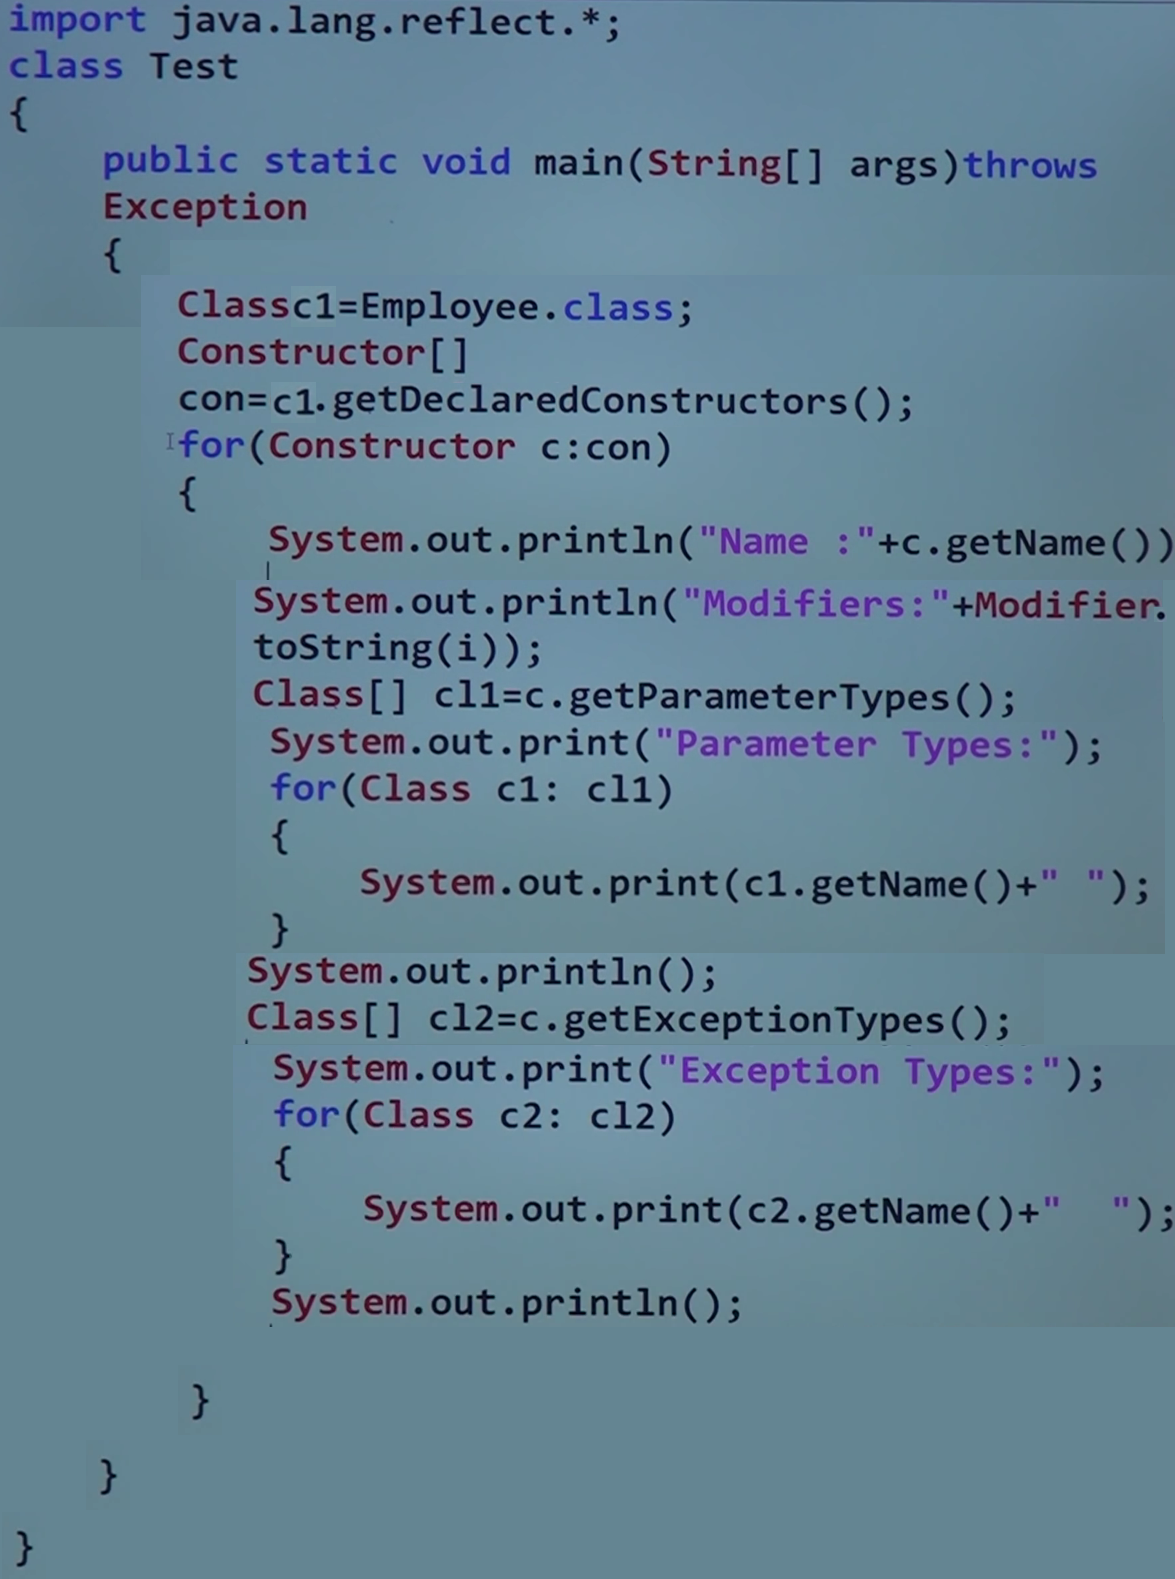 import java.lang.reflect.*;
class Test
{
public static void main(String[] args)throws
Exception
{
Classc1=Employee.class;
Constructor[]
con=c1.getDeclaredConstructors();
for(Constructor c:con)
{
System.out.println("Name :"+c.getName())
System.out.println("Modifiers:"+Modifier.
toString(i));
Class[] cl1=c.getParameterTypes();
System.out.print("Parameter Types:");
for(Class c1: cl1)
{
System.out.print(c1.getName()+" ");
}
System.out.println();
Class[] cl2=c.getExceptionTypes();
System.out.print("Exception Types:");
for(Class c2: cl2)
{
System.out.print(c2.getName()+"  ");
}
System.out.println();
}
}
}